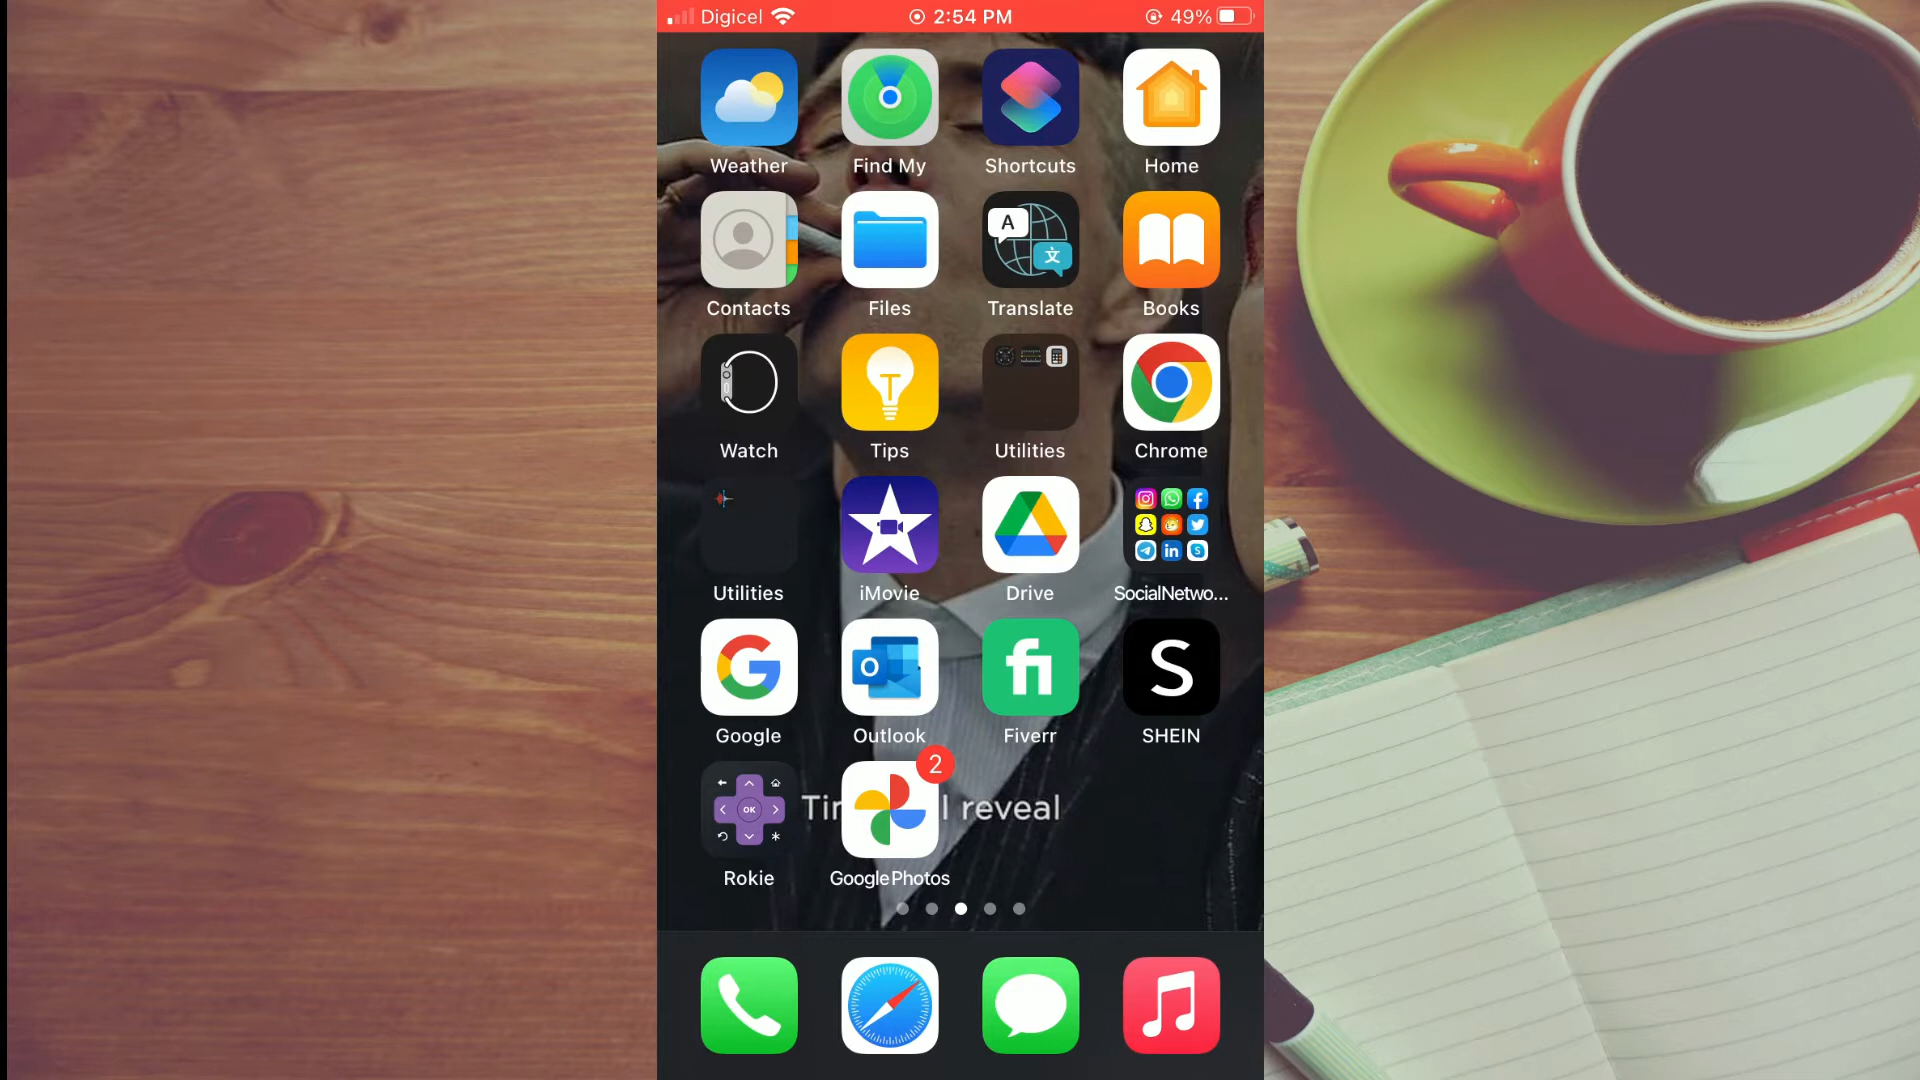 Digicel 2:54 PM 49%
Weather Find My Shortcuts Home
A 文
Contacts Files Translate Books
Watch Tips Utilities Chrome
Utilities iMovie Drive SocialNetwo...
G O fi S
Google Outlook Fiverr SHEIN
2
OK
reveal
Rokie Google Photos